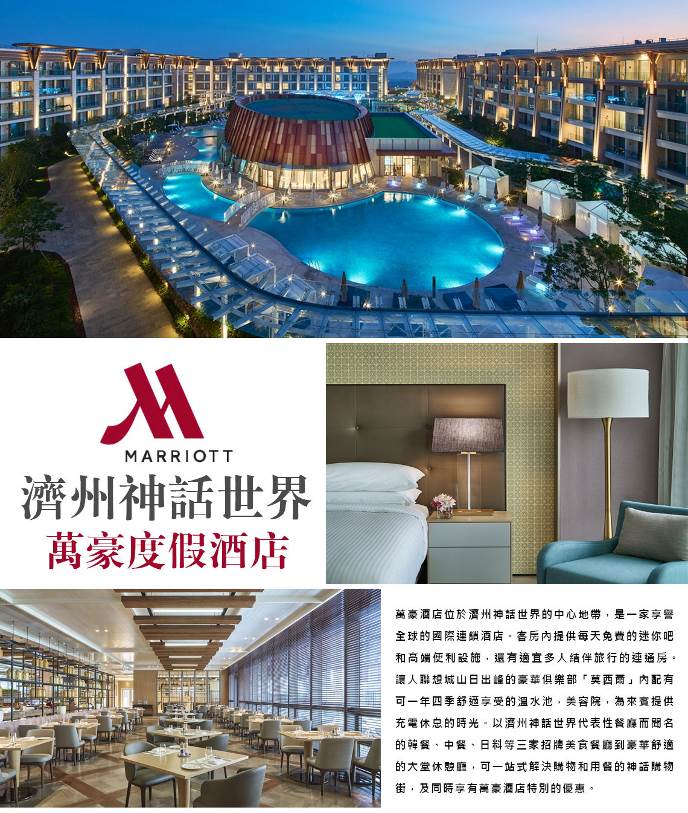 MARRIOTT
濟州神話世界
萬豪度假酒店
萬豪酒店位於濟州神話世界的中心地帶，是一家享譽
全球的國際連鎖酒店。客房內提供每天免費的迷你吧
和高端便利設施，還有適宜多人結伴旅行的連通房。
讓人聯想城山日出峰的豪華俱樂部「莫西爾」內配有
可一年四季舒適享受的溫水池，美容院，為來賓提供
充電休息的時光。以濟州神話世界代表性餐廳而聞名
的韓餐、中餐、日料等三家招牌美食餐廳到豪華舒適
的大堂休憩廳，可一站式解決購物和用餐的神話購物
街，及同時享有萬豪酒店特別的優惠。